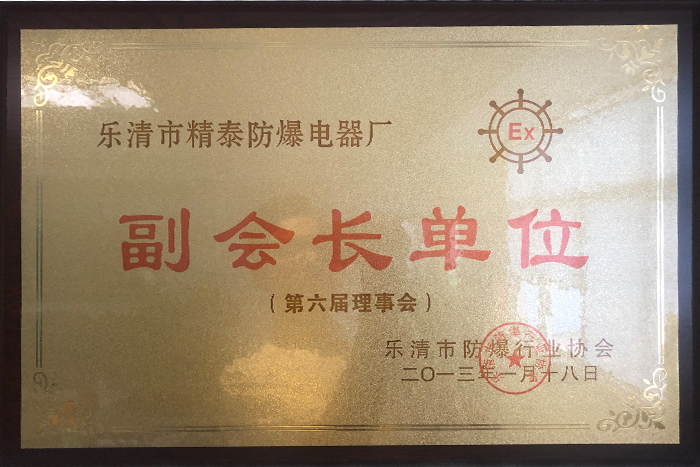 乐清市精泰防爆电器厂
Ex
副会长单位
（第六届理事会）
乐清市防爆行业协会
二〇一三年一月十八日